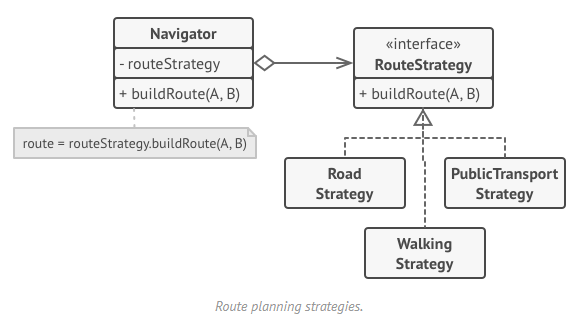 Navigator
- routeStrategy
+ buildRoute(A, B)
route = routeStrategy.buildRoute(A, B)
«interface»
RouteStrategy
+ buildRoute(A, B)
Road
Strategy
PublicTransport
Strategy
Walking
Strategy
Route planning strategies.